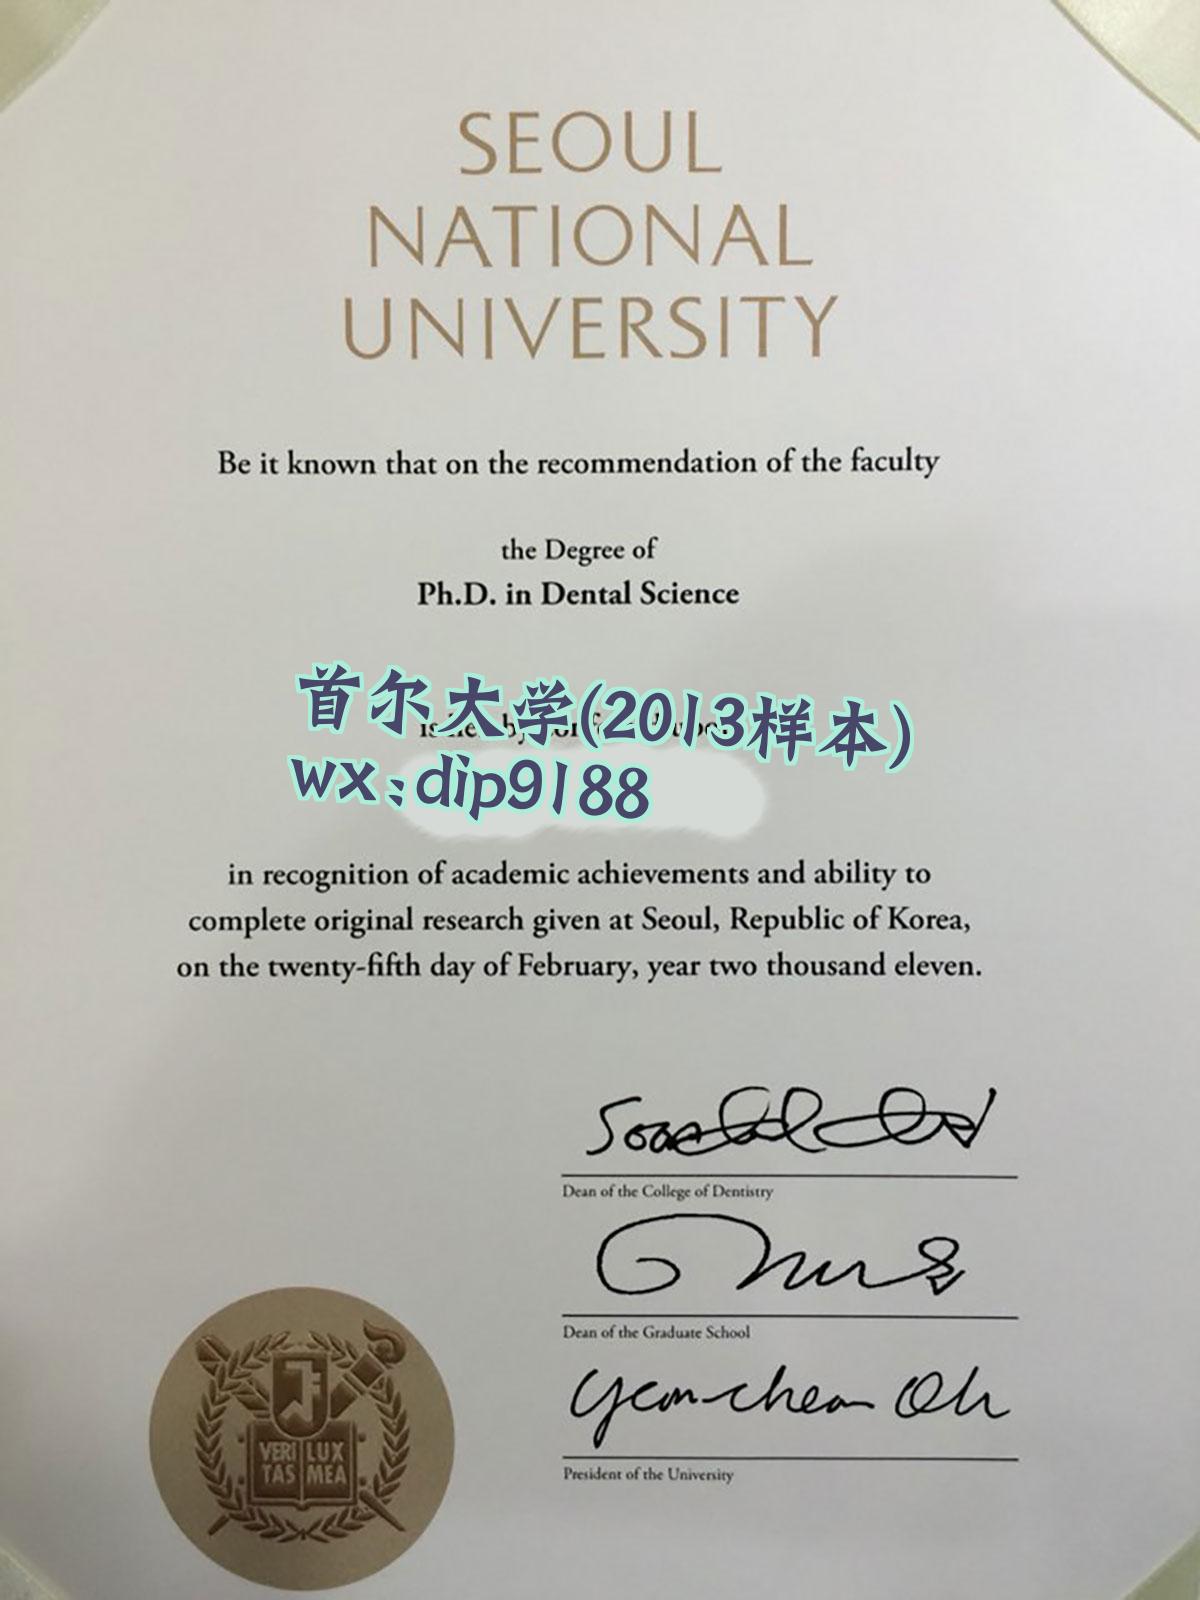 SEOUL
NATIONAL
UNIVERSITY
Be it known that on the recommendation of the faculty
the Degree of
Ph.D. in Dental Science
首尔大学(2013样本)
wx:dip9188
in recognition of academic achievements and ability to
complete original research given at Seoul, Republic of Korea,
on the twenty-fifth day of February, year two thousand eleven.
Dean of the College of Dentistry
Dean of the Graduate School
Yeon-cheon Oh
President of the University
VERI LUX
TAS MEA